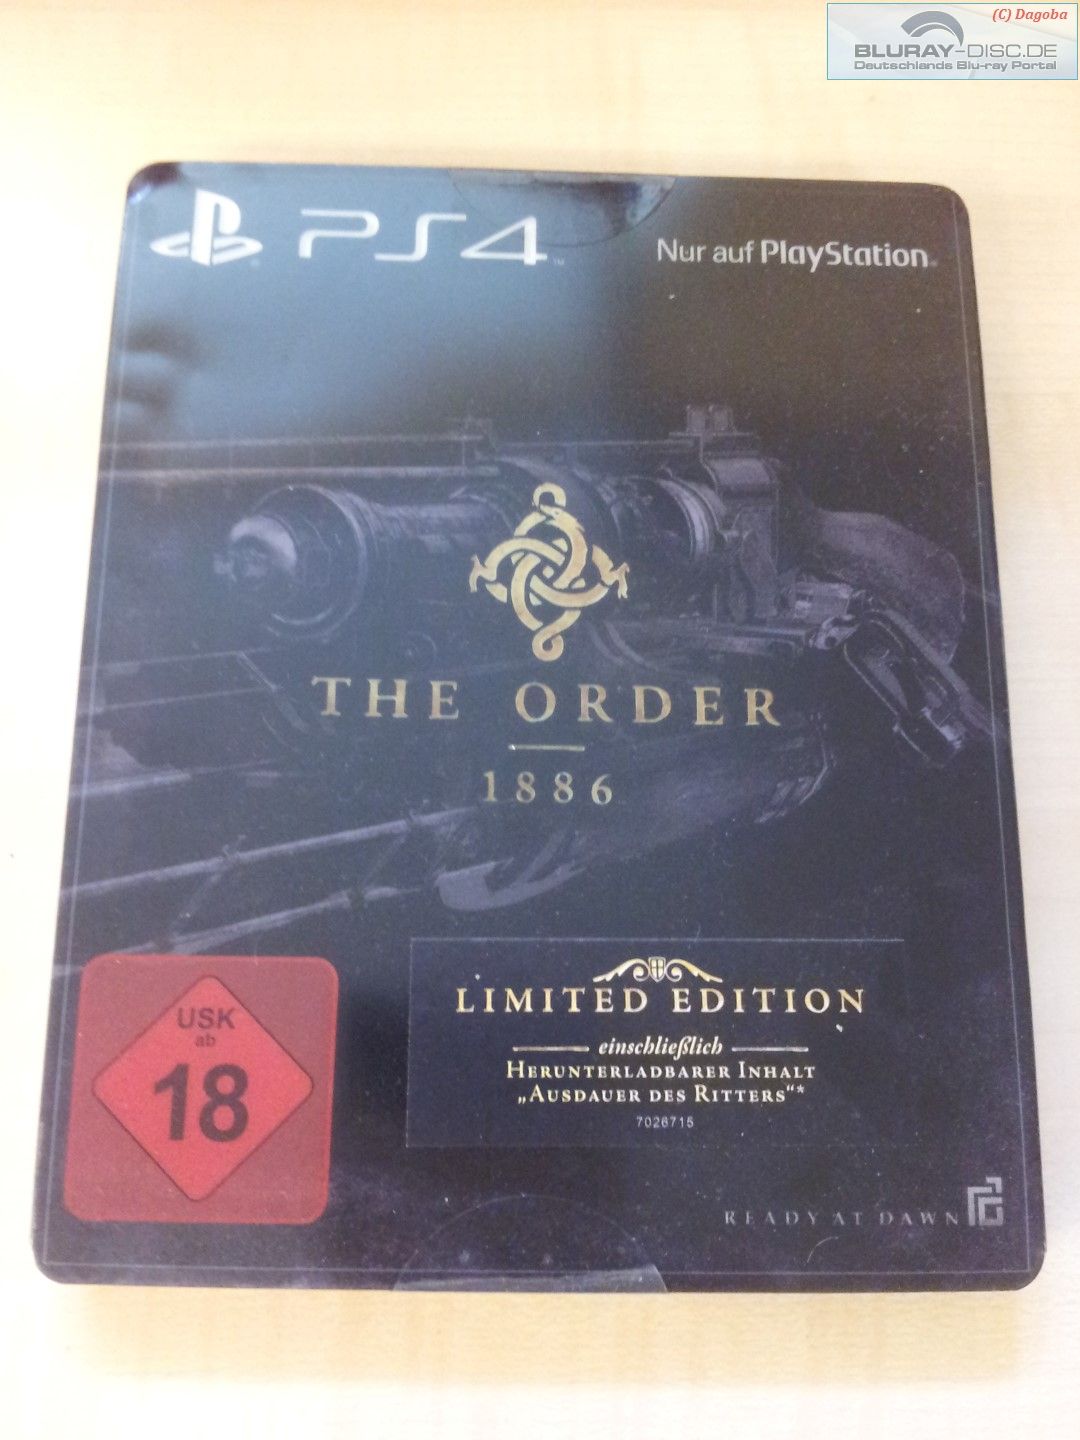 (C) Dagoba
BLURAY-DISC.DE
Deutschlands Blu-ray Portal
PS4™
Nur auf PlayStation®
THE ORDER
1886
USK
ab
18
LIMITED EDITION
einschließlich
HERUNTERLADBARER INHALT
„AUSDAUER DES RITTERS“*
7026715
READY AT DAWN